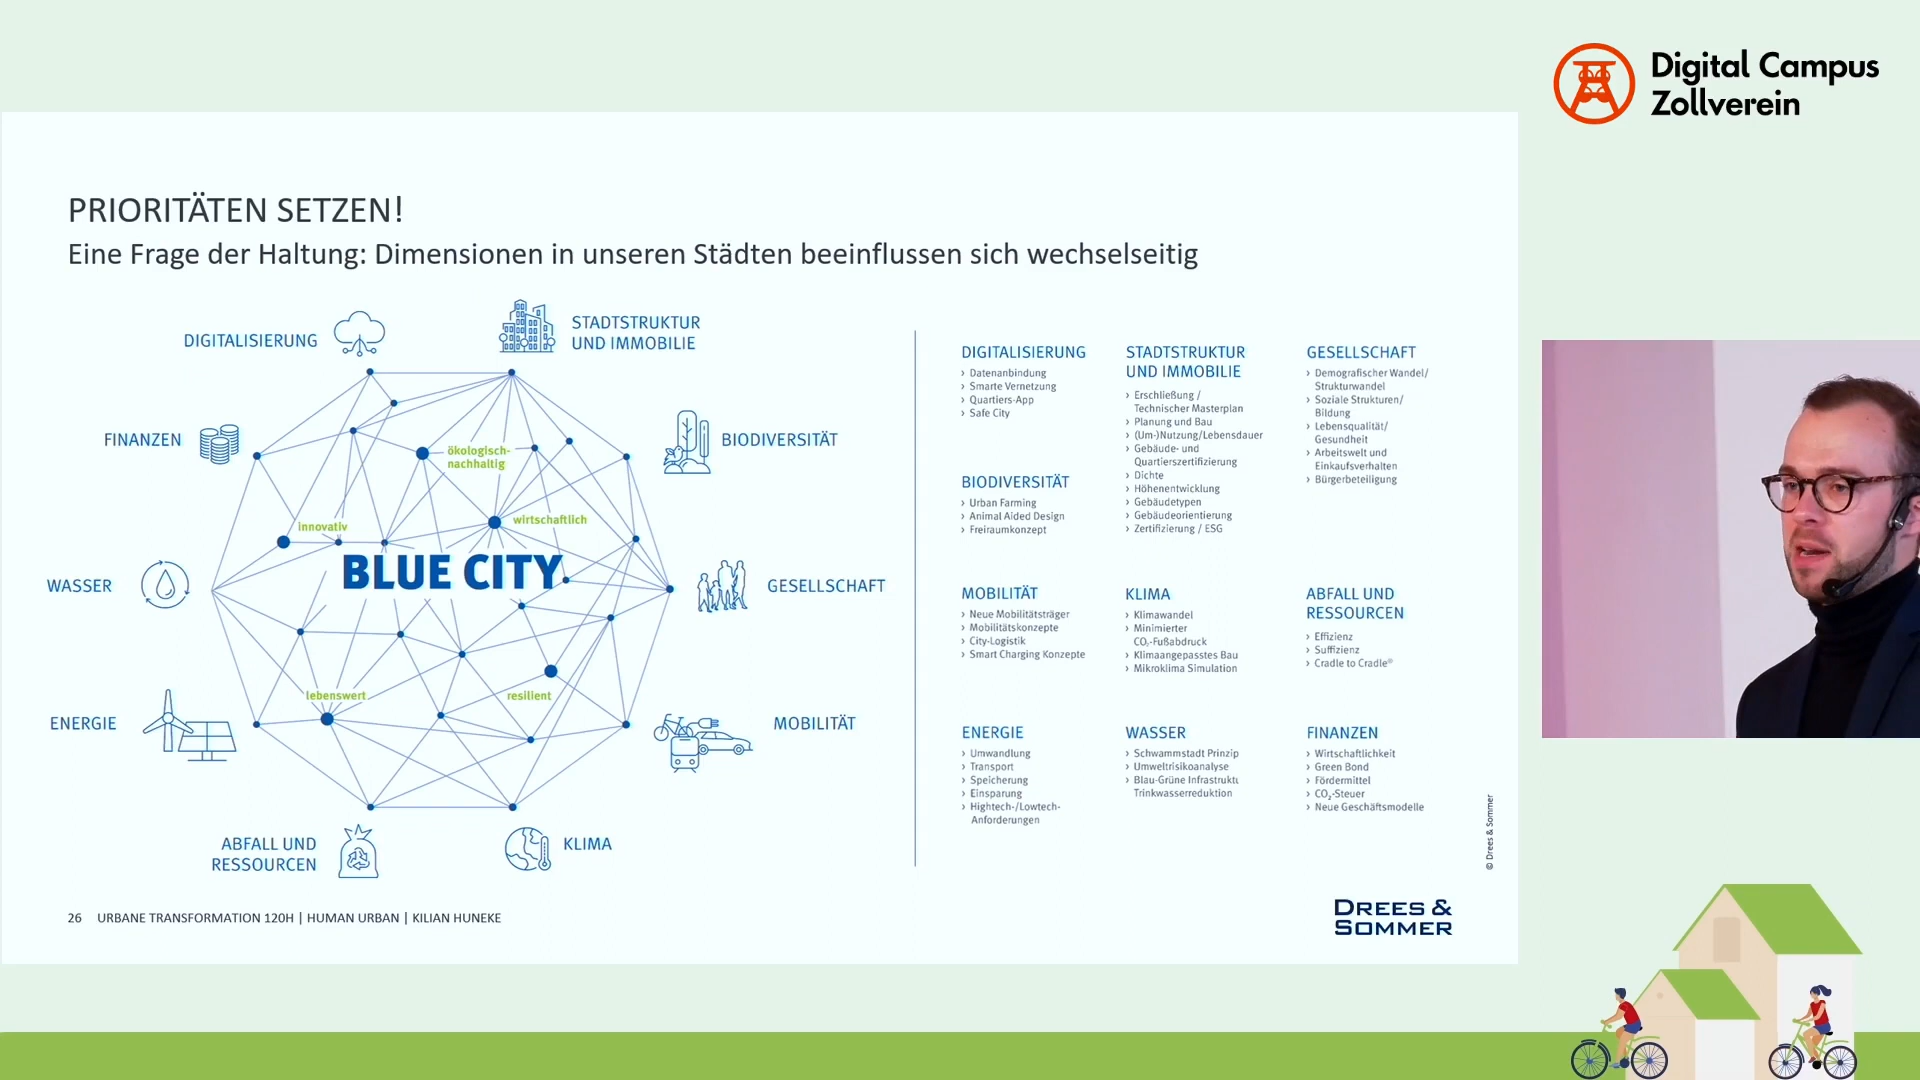 Digital Campus
Zollverein
PRIORITÄTEN SETZEN!
Eine Frage der Haltung: Dimensionen in unseren Städten beeinflussen sich wechselseitig
DIGITALISIERUNG
STADTSTRUKTUR
UND IMMOBILIE
FINANZEN
BIODIVERSITÄT
ökologisch-
nachhaltig
innovativ
wirtschaftlich
BLUE CITY
WASSER
GESELLSCHAFT
lebenswert
resilient
ENERGIE
MOBILITÄT
ABFALL UND
RESSOURCEN
KLIMA
DIGITALISIERUNG
› Datenanbindung
› Smarte Vernetzung
› Quartiers-App
› Safe City
STADTSTRUKTUR
UND IMMOBILIE
› Erschließung /
Technischer Masterplan
› Planung und Bau
› (Um-)Nutzung/Lebensdauer
› Gebäude- und
Quartierszertifizierung
› Dichte
› Höhenentwicklung
› Gebäudetypen
› Gebäudeorientierung
› Zertifizierung / ESG
GESELLSCHAFT
› Demografischer Wandel/
Strukturwandel
› Soziale Strukturen/
Bildung
› Lebensqualität/
Gesundheit
› Arbeitswelt und
Einkaufsverhalten
› Bürgerbeteiligung
BIODIVERSITÄT
› Urban Farming
› Animal Aided Design
› Freiraumkonzept
MOBILITÄT
› Neue Mobilitätsträger
› Mobilitätskonzepte
› City-Logistik
› Smart Charging Konzepte
KLIMA
› Klimawandel
› Minimierter
CO₂-Fußabdruck
› Klimaangepasstes Bau
› Mikroklima Simulation
ABFALL UND
RESSOURCEN
› Effizienz
› Suffizienz
› Cradle to Cradle®
ENERGIE
› Umwandlung
› Transport
› Speicherung
› Einsparung
› Hightech-/Lowtech-
Anforderungen
WASSER
› Schwammstadt Prinzip
› Umweltrisikoanalyse
› Blau-Grüne Infrastruktu
Trinkwasserreduktion
FINANZEN
› Wirtschaftlichkeit
› Green Bond
› Fördermittel
› CO₂-Steuer
› Neue Geschäftsmodelle
© Drees & Sommer
26 URBANE TRANSFORMATION 120H | HUMAN URBAN | KILIAN HUNEKE
DREES &
SOMMER